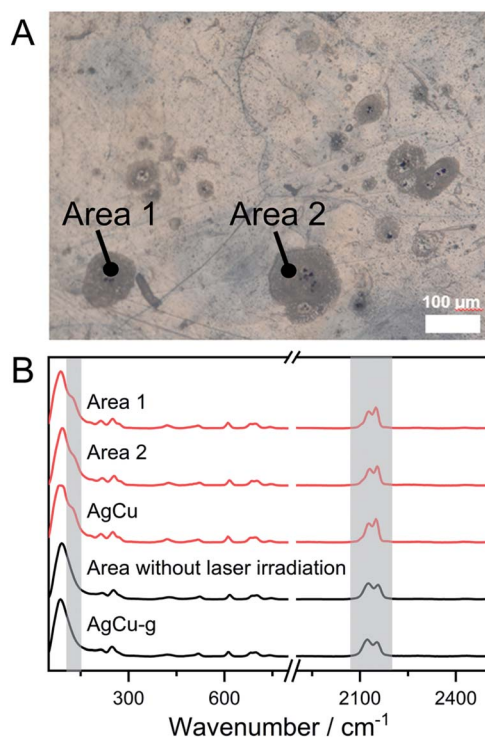 A
Area 1
Area 2
100 µm
B
Area 1
Area 2
AgCu
Area without laser irradiation
AgCu-g
300 600 2100 2400
Wavenumber / cm⁻¹